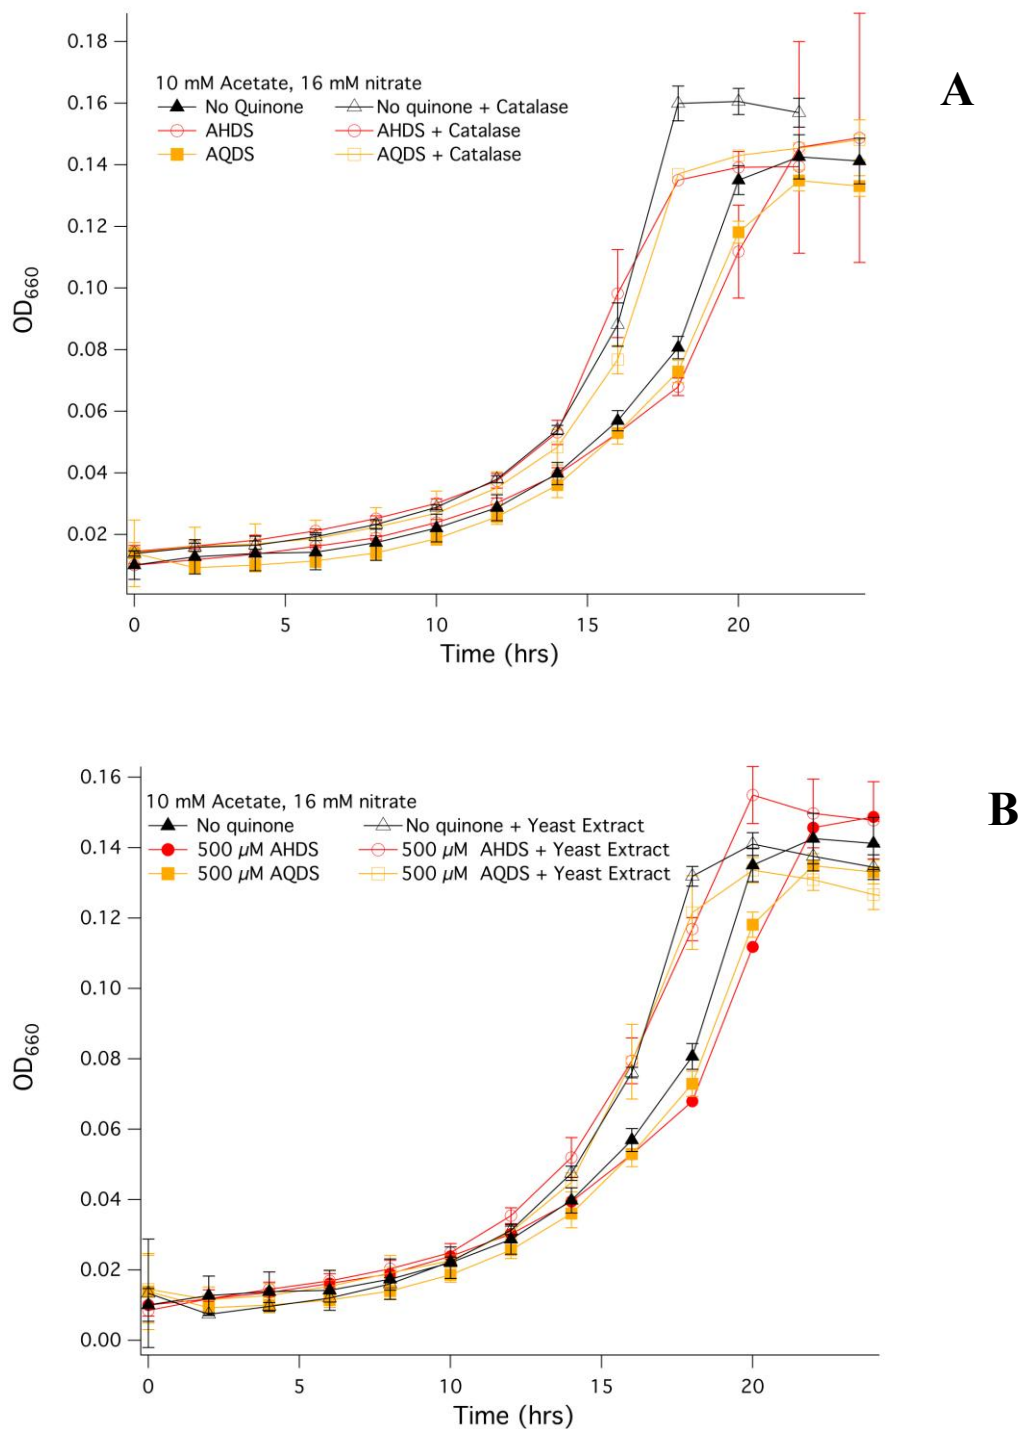 A
10 mM Acetate, 16 mM nitrate
No Quinone No quinone + Catalase
AHDS AHDS + Catalase
AQDS AQDS + Catalase
0.18
0.16
0.14
0.12
0.10
0.08
0.06
0.04
0.02
OD660
0 5 10 15 20
Time (hrs)
B
10 mM Acetate, 16 mM nitrate
No quinone No quinone + Yeast Extract
500 µM AHDS 500 µM AHDS + Yeast Extract
500 µM AQDS 500 µM AQDS + Yeast Extract
0.16
0.14
0.12
0.10
0.08
0.06
0.04
0.02
0.00
OD660
0 5 10 15 20
Time (hrs)